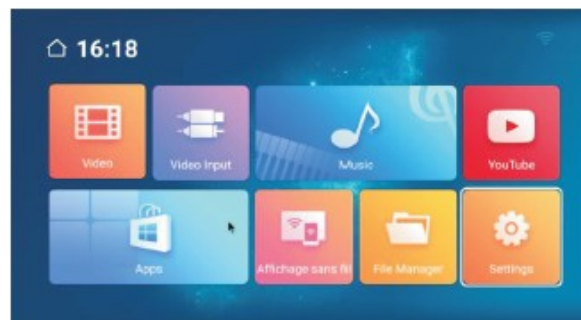 16:18
Video
Video Input
Music
YouTube
Apps
Affichage sans fil
File Manager
Settings